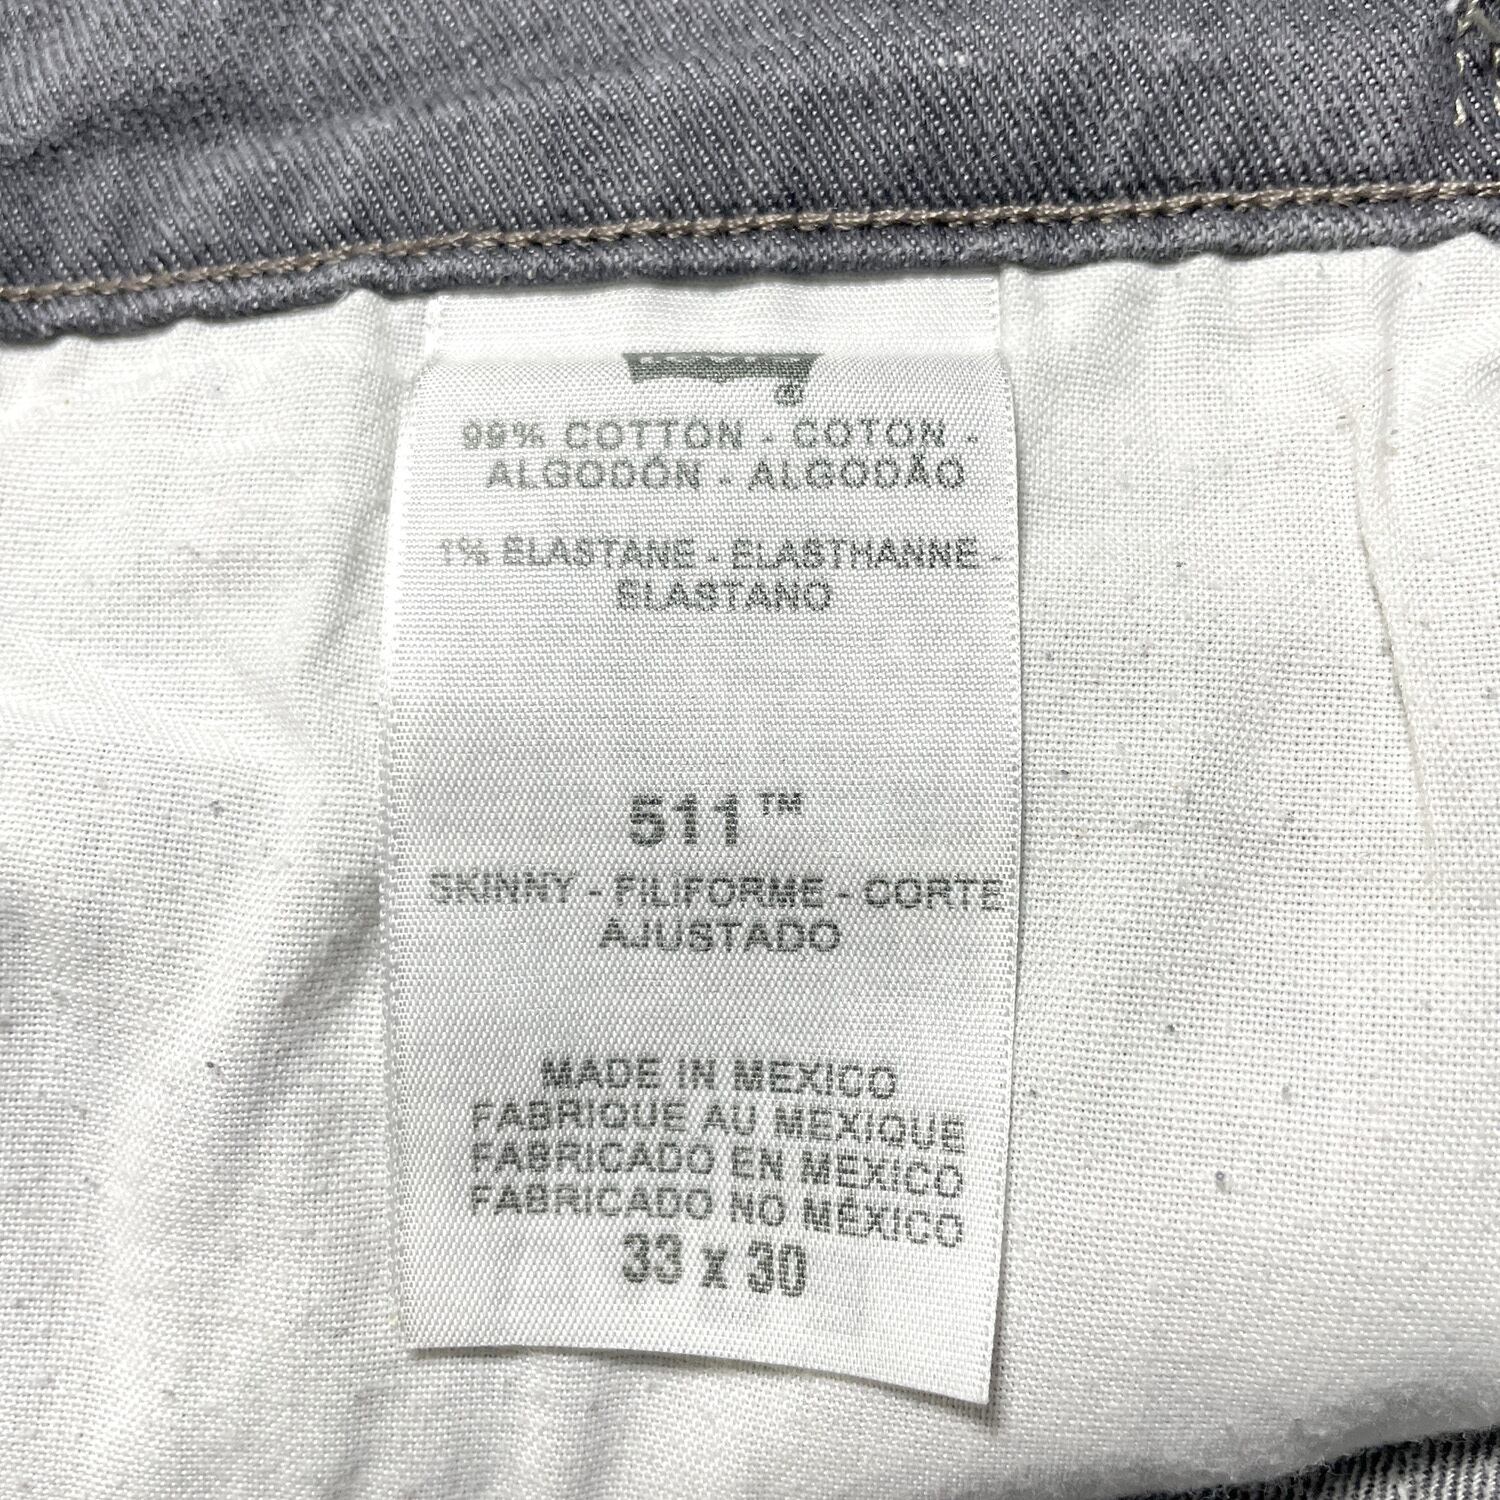 99% COTTON - COTON -
ALGODÓN - ALGODÃO
1% ELASTANE - ÉLASTHANNE -
ELASTANO
511™
SKINNY - FILIFORME - CORTE
AJUSTADO
MADE IN MEXICO
FABRIQUE AU MEXIQUE
FABRICADO EN MEXICO
FABRICADO NO MÉXICO
33 x 30